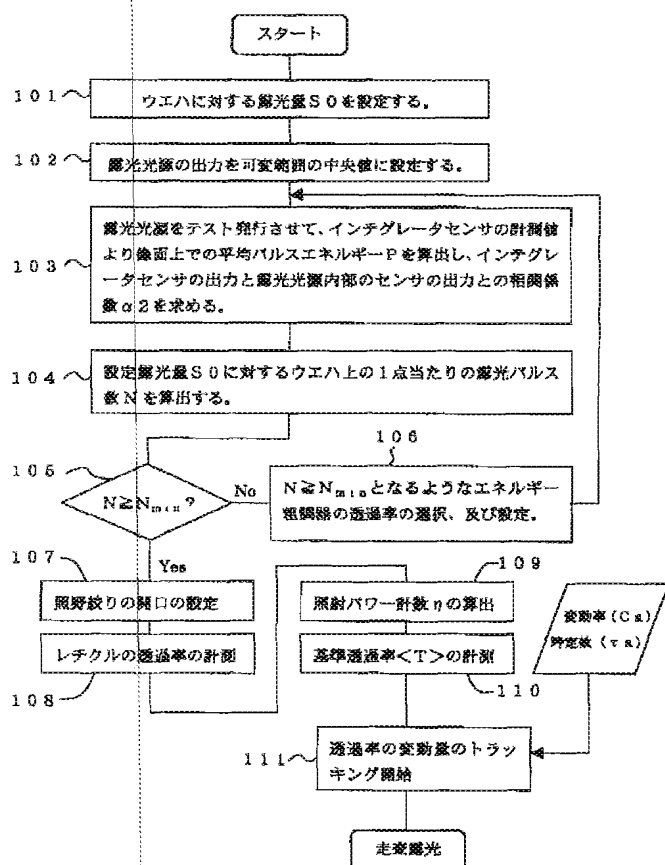 スタート
101
ウエハに対する露光量S0を設定する。
102
露光光源の出力を可変範囲の中央値に設定する。
103
露光光源をテスト発行させて、インテグレータセンサの計測値
より像面上での平均パルスエネルギーPを算出し、インテグレ
ータセンサの出力と露光光源内部のセンサの出力との相関係
数α2を求める。
104
設定露光量S0に対するウエハ上の1点当たりの露光パルス
数Nを算出する。
105
N≧Nmin?
No
106
N≧Nminとなるようなエネルギー
粗調器の透過率の選択、及び設定。
Yes
107
照野絞りの開口の設定
レチクルの透過率の計測
108
109
照射パワー計数ηの算出
基準透過率<T>の計測
110
変動率(Ca)
時定数(τa)
111
透過率の変動量のトラッ
キング開始
走査露光